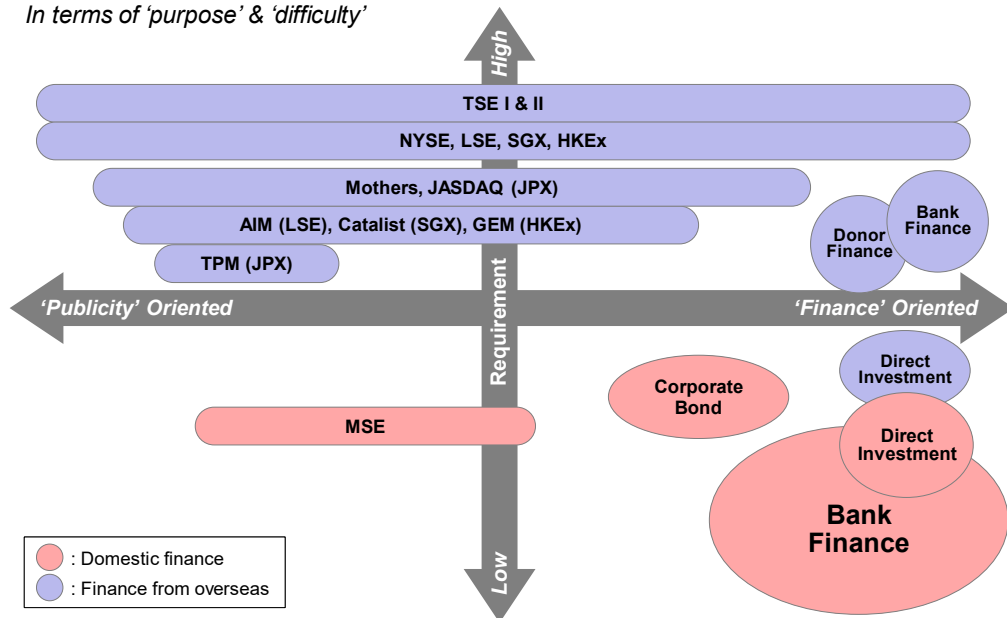 In terms of ‘purpose’ & ‘difficulty’
High
TSE I & II
NYSE, LSE, SGX, HKEx
Mothers, JASDAQ (JPX)
AIM (LSE), Catalist (SGX), GEM (HKEx)
TPM (JPX)
Donor
Finance
Bank
Finance
‘Publicity’ Oriented
‘Finance’ Oriented
Requirement
Direct
Investment
Corporate
Bond
MSE
Direct
Investment
Bank
Finance
: Domestic finance
: Finance from overseas
Low